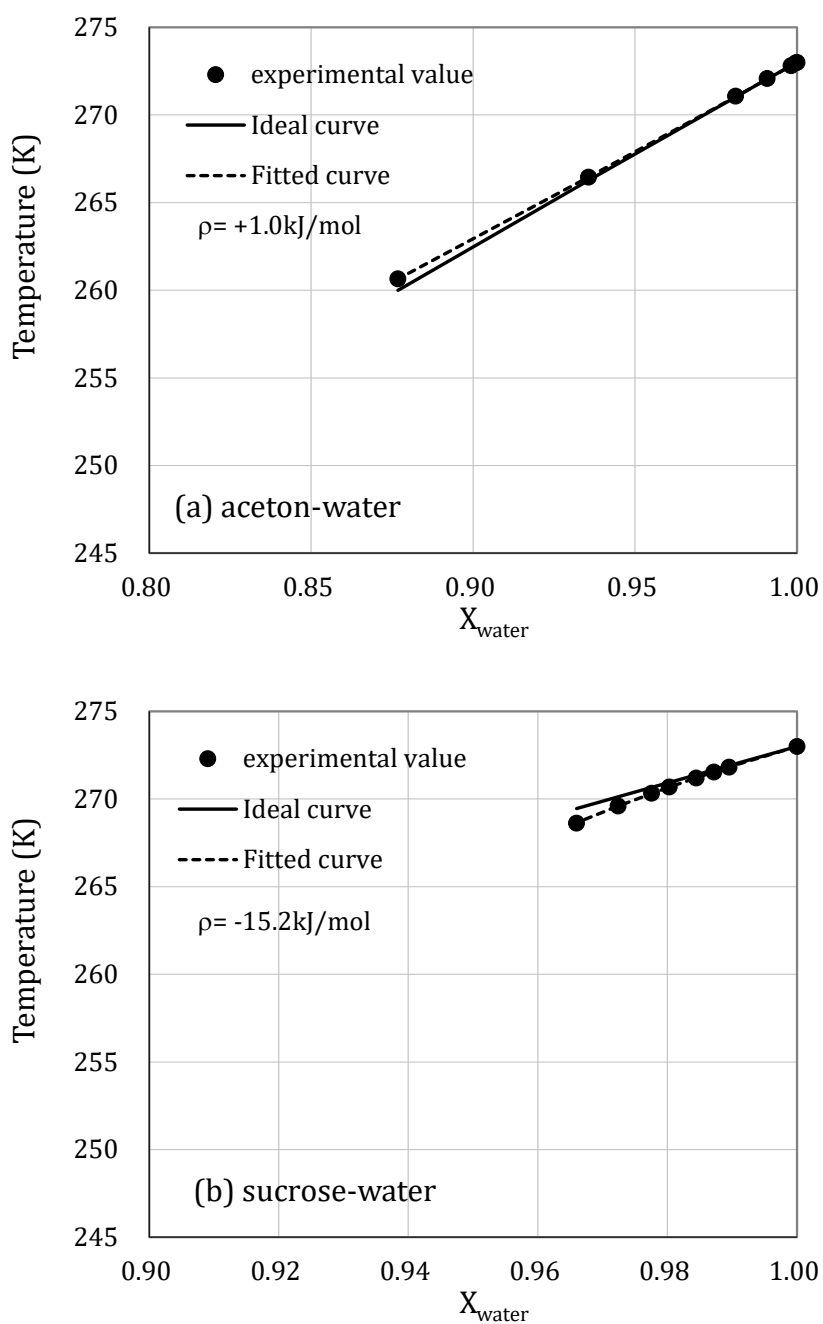 275
270
265
260
255
250
245
Temperature (K)
experimental value
Ideal curve
Fitted curve
ρ= +1.0kJ/mol
(a) aceton-water
0.80 0.85 0.90 0.95 1.00
Xwater
275
270
265
260
255
250
245
Temperature (K)
experimental value
Ideal curve
Fitted curve
ρ= -15.2kJ/mol
(b) sucrose-water
0.90 0.92 0.94 0.96 0.98 1.00
Xwater